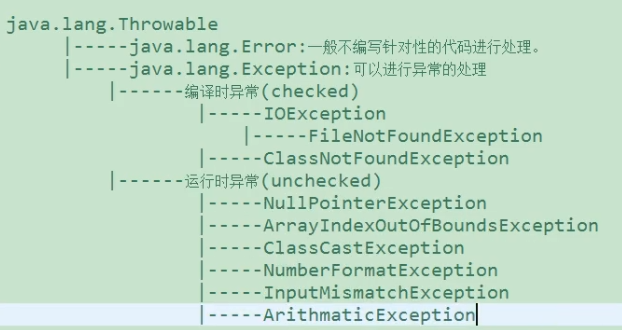 java.lang.Throwable
|-----java.lang.Error:一般不编写针对性的代码进行处理。
|-----java.lang.Exception:可以进行异常的处理
|------编译时异常(checked)
|-----IOException
|-----FileNotFoundException
|-----ClassNotFoundException
|------运行时异常(unchecked)
|-----NullPointerException
|-----ArrayIndexOutOfBoundsException
|-----ClassCastException
|-----NumberFormatException
|-----InputMismatchException
|-----ArithmaticException